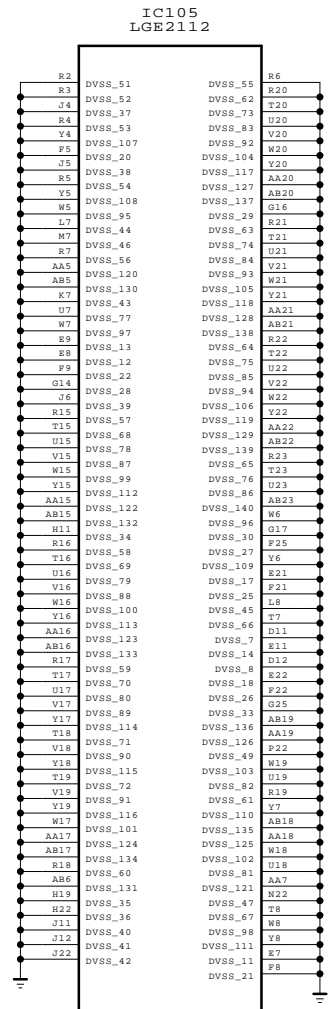 IC105
LGE2112
R2 DVSS_51 DVSS_55 R6
R3 DVSS_52 DVSS_62 R20
J4 DVSS_37 DVSS_73 T20
R4 DVSS_53 DVSS_83 U20
Y4 DVSS_107 DVSS_92 V20
F5 DVSS_20 DVSS_104 W20
J5 DVSS_38 DVSS_117 Y20
R5 DVSS_54 DVSS_127 AA20
Y5 DVSS_108 DVSS_137 AB20
W5 DVSS_95 DVSS_29 G16
L7 DVSS_44 DVSS_63 R21
M7 DVSS_46 DVSS_74 T21
R7 DVSS_56 DVSS_84 U21
AA5 DVSS_120 DVSS_93 V21
AB5 DVSS_130 DVSS_105 W21
K7 DVSS_43 DVSS_118 Y21
U7 DVSS_77 DVSS_128 AA21
W7 DVSS_97 DVSS_138 AB21
E9 DVSS_13 DVSS_64 R22
E8 DVSS_12 DVSS_75 T22
F9 DVSS_22 DVSS_85 U22
G14 DVSS_28 DVSS_94 V22
J6 DVSS_39 DVSS_106 W22
R15 DVSS_57 DVSS_119 Y22
T15 DVSS_68 DVSS_129 AA22
U15 DVSS_78 DVSS_139 AB22
V15 DVSS_87 DVSS_65 R23
W15 DVSS_99 DVSS_76 T23
Y15 DVSS_112 DVSS_86 U23
AA15 DVSS_122 DVSS_140 AB23
AB15 DVSS_132 DVSS_96 W6
H11 DVSS_34 DVSS_30 G17
R16 DVSS_58 DVSS_27 F25
T16 DVSS_69 DVSS_109 Y6
U16 DVSS_79 DVSS_17 E21
V16 DVSS_88 DVSS_25 F21
W16 DVSS_100 DVSS_45 L8
Y16 DVSS_113 DVSS_66 T7
AA16 DVSS_123 DVSS_7 D11
AB16 DVSS_133 DVSS_14 E11
R17 DVSS_59 DVSS_8 D12
T17 DVSS_70 DVSS_18 E22
U17 DVSS_80 DVSS_26 F22
V17 DVSS_89 DVSS_33 G25
Y17 DVSS_114 DVSS_136 AB19
T18 DVSS_71 DVSS_126 AA19
V18 DVSS_90 DVSS_49 P22
Y18 DVSS_115 DVSS_103 W19
T19 DVSS_72 DVSS_82 U19
V19 DVSS_91 DVSS_61 R19
Y19 DVSS_116 DVSS_110 Y7
W17 DVSS_101 DVSS_135 AB18
AA17 DVSS_124 DVSS_125 AA18
AB17 DVSS_134 DVSS_102 W18
R18 DVSS_60 DVSS_81 U18
AB6 DVSS_131 DVSS_121 AA7
H19 DVSS_35 DVSS_47 N22
H22 DVSS_36 DVSS_67 T8
J11 DVSS_40 DVSS_98 W8
J12 DVSS_41 DVSS_111 Y8
J22 DVSS_42 DVSS_11 E7
DVSS_21 F8